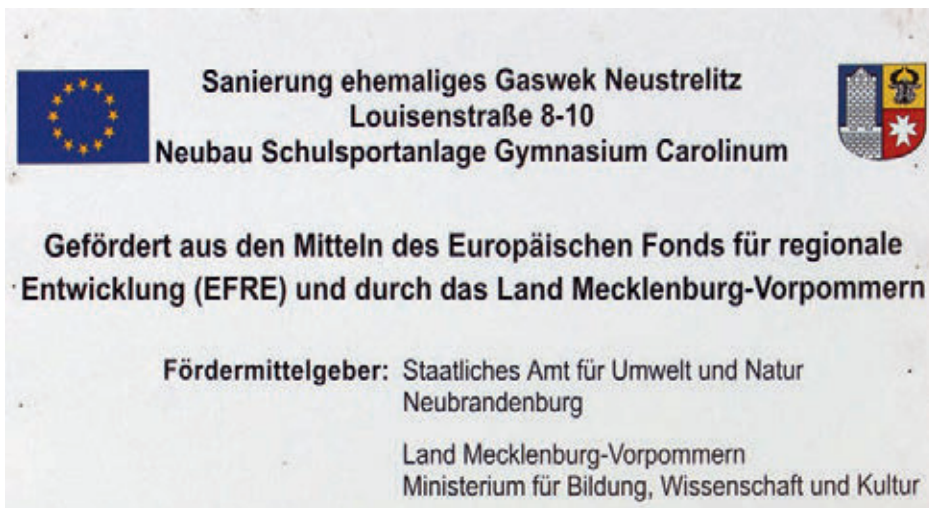 Sanierung ehemaliges Gaswek Neustrelitz
Louisenstraße 8-10
Neubau Schulsportanlage Gymnasium Carolinum
Gefördert aus den Mitteln des Europäischen Fonds für regionale
Entwicklung (EFRE) und durch das Land Mecklenburg-Vorpommern
Fördermittelgeber: Staatliches Amt für Umwelt und Natur
Neubrandenburg
Land Mecklenburg-Vorpommern
Ministerium für Bildung, Wissenschaft und Kultur